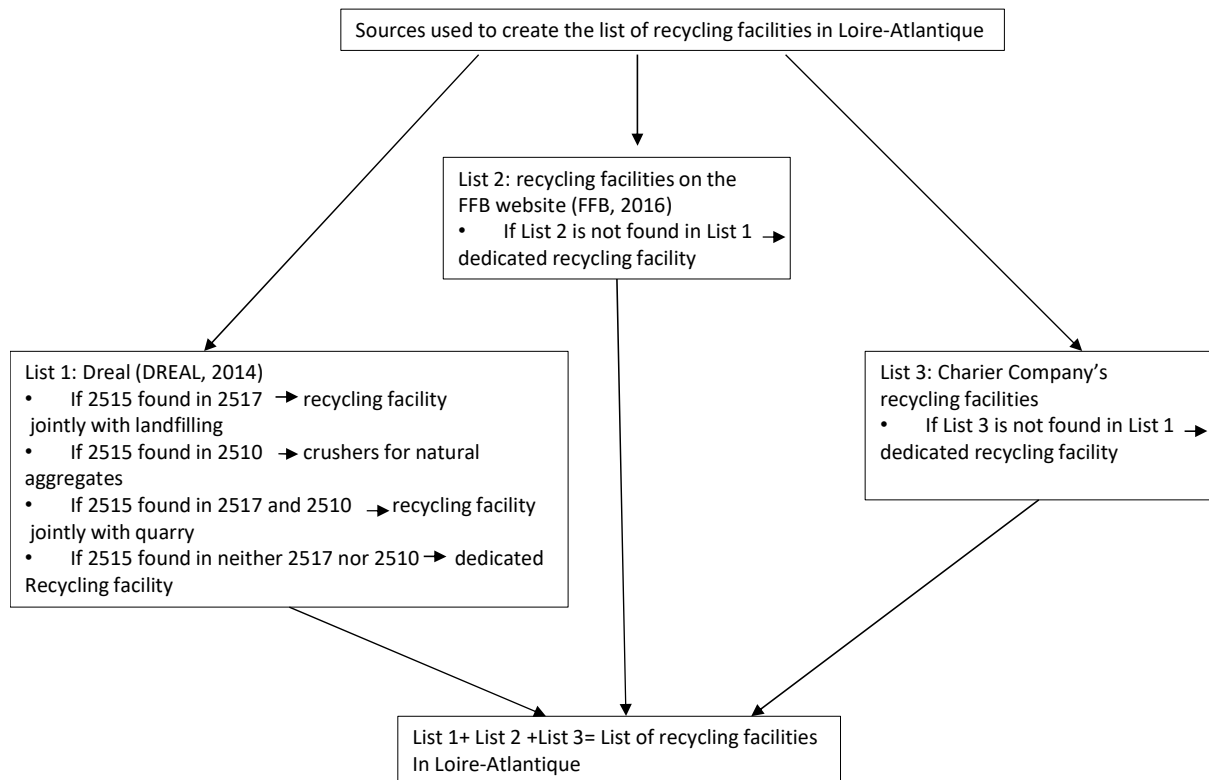 Sources used to create the list of recycling facilities in Loire-Atlantique
List 2: recycling facilities on the
FFB website (FFB, 2016)
• If List 2 is not found in List 1 →
dedicated recycling facility
List 1: Dreal (DREAL, 2014)
• If 2515 found in 2517 → recycling facility
jointly with landfilling
• If 2515 found in 2510 → crushers for natural
aggregates
• If 2515 found in 2517 and 2510 → recycling facility
jointly with quarry
• If 2515 found in neither 2517 nor 2510 → dedicated
Recycling facility
List 3: Charier Company’s
recycling facilities
• If List 3 is not found in List 1 →
dedicated recycling facility
List 1+ List 2 +List 3= List of recycling facilities
In Loire-Atlantique